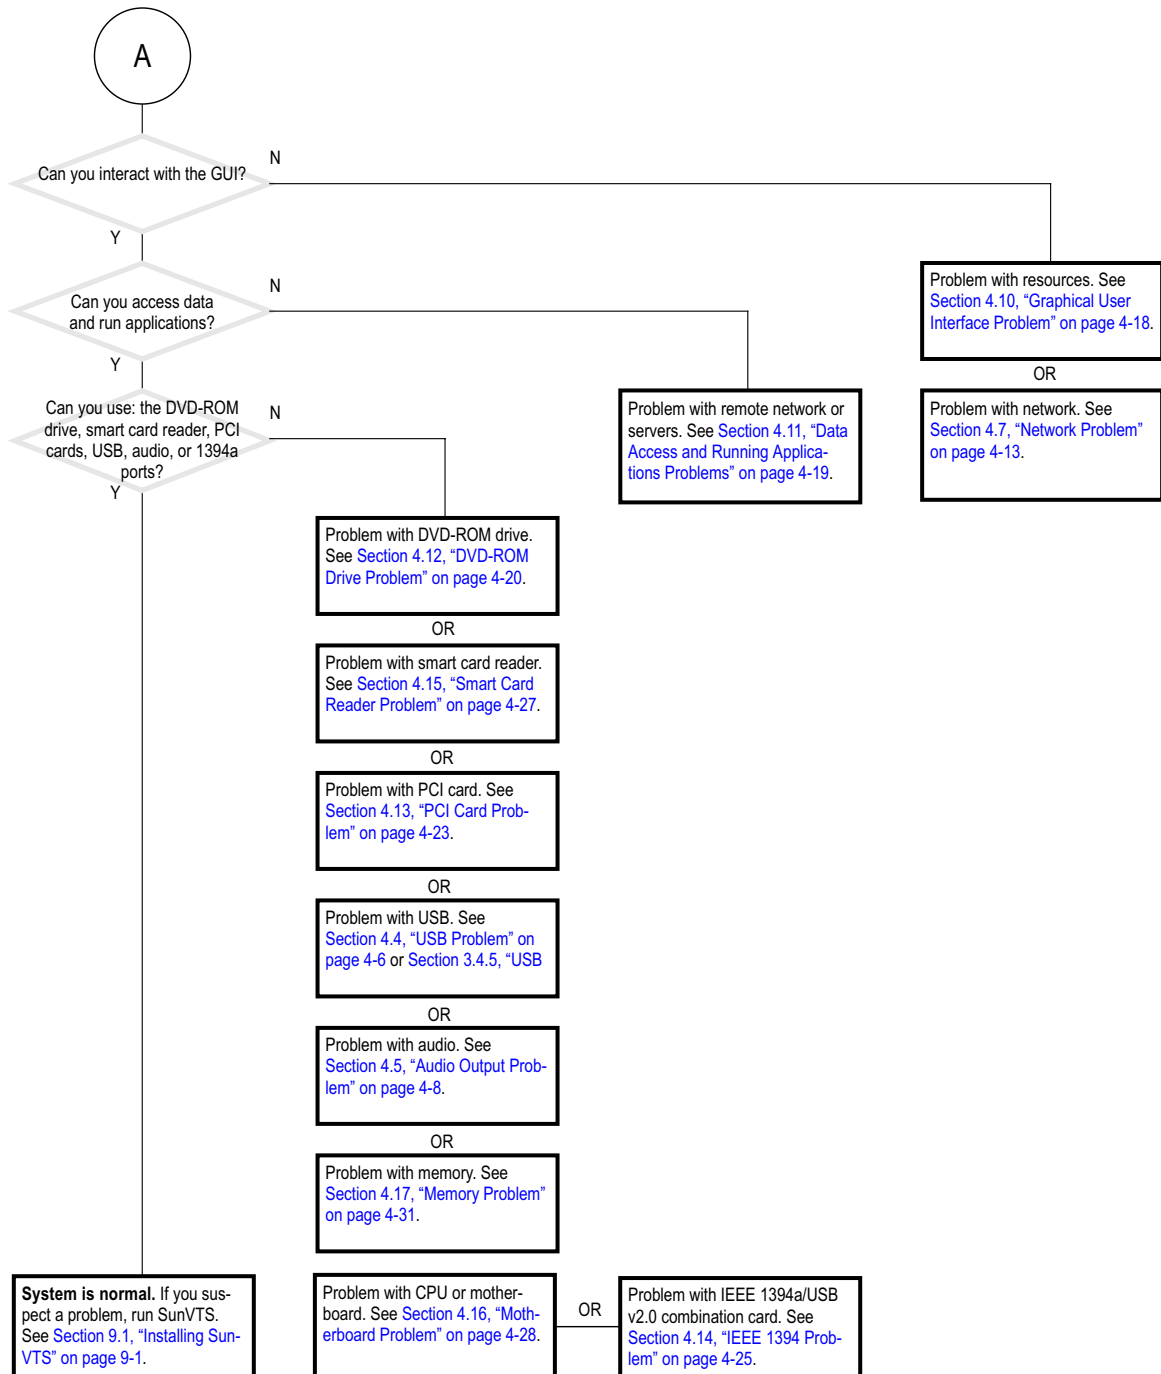 A
Can you interact with the GUI?
N
Y
Can you access data
and run applications?
N
Y
Problem with resources. See
Section 4.10, “Graphical User
Interface Problem” on page 4-18.
OR
Problem with network. See
Section 4.7, “Network Problem”
on page 4-13.
Can you use: the DVD-ROM
drive, smart card reader, PCI
cards, USB, audio, or 1394a
ports?
N
Y
Problem with remote network or
servers. See Section 4.11, “Data
Access and Running Applica-
tions Problems” on page 4-19.
Problem with DVD-ROM drive.
See Section 4.12, “DVD-ROM
Drive Problem” on page 4-20.
OR
Problem with smart card reader.
See Section 4.15, “Smart Card
Reader Problem” on page 4-27.
OR
Problem with PCI card. See
Section 4.13, “PCI Card Prob-
lem” on page 4-23.
OR
Problem with USB. See
Section 4.4, “USB Problem” on
page 4-6 or Section 3.4.5, “USB
OR
Problem with audio. See
Section 4.5, “Audio Output Prob-
lem” on page 4-8.
OR
Problem with memory. See
Section 4.17, “Memory Problem”
on page 4-31.
System is normal. If you sus-
pect a problem, run SunVTS.
See Section 9.1, “Installing Sun-
VTS” on page 9-1.
Problem with CPU or mother-
board. See Section 4.16, “Moth-
erboard Problem” on page 4-28.
OR
Problem with IEEE 1394a/USB
v2.0 combination card. See
Section 4.14, “IEEE 1394 Prob-
lem” on page 4-25.